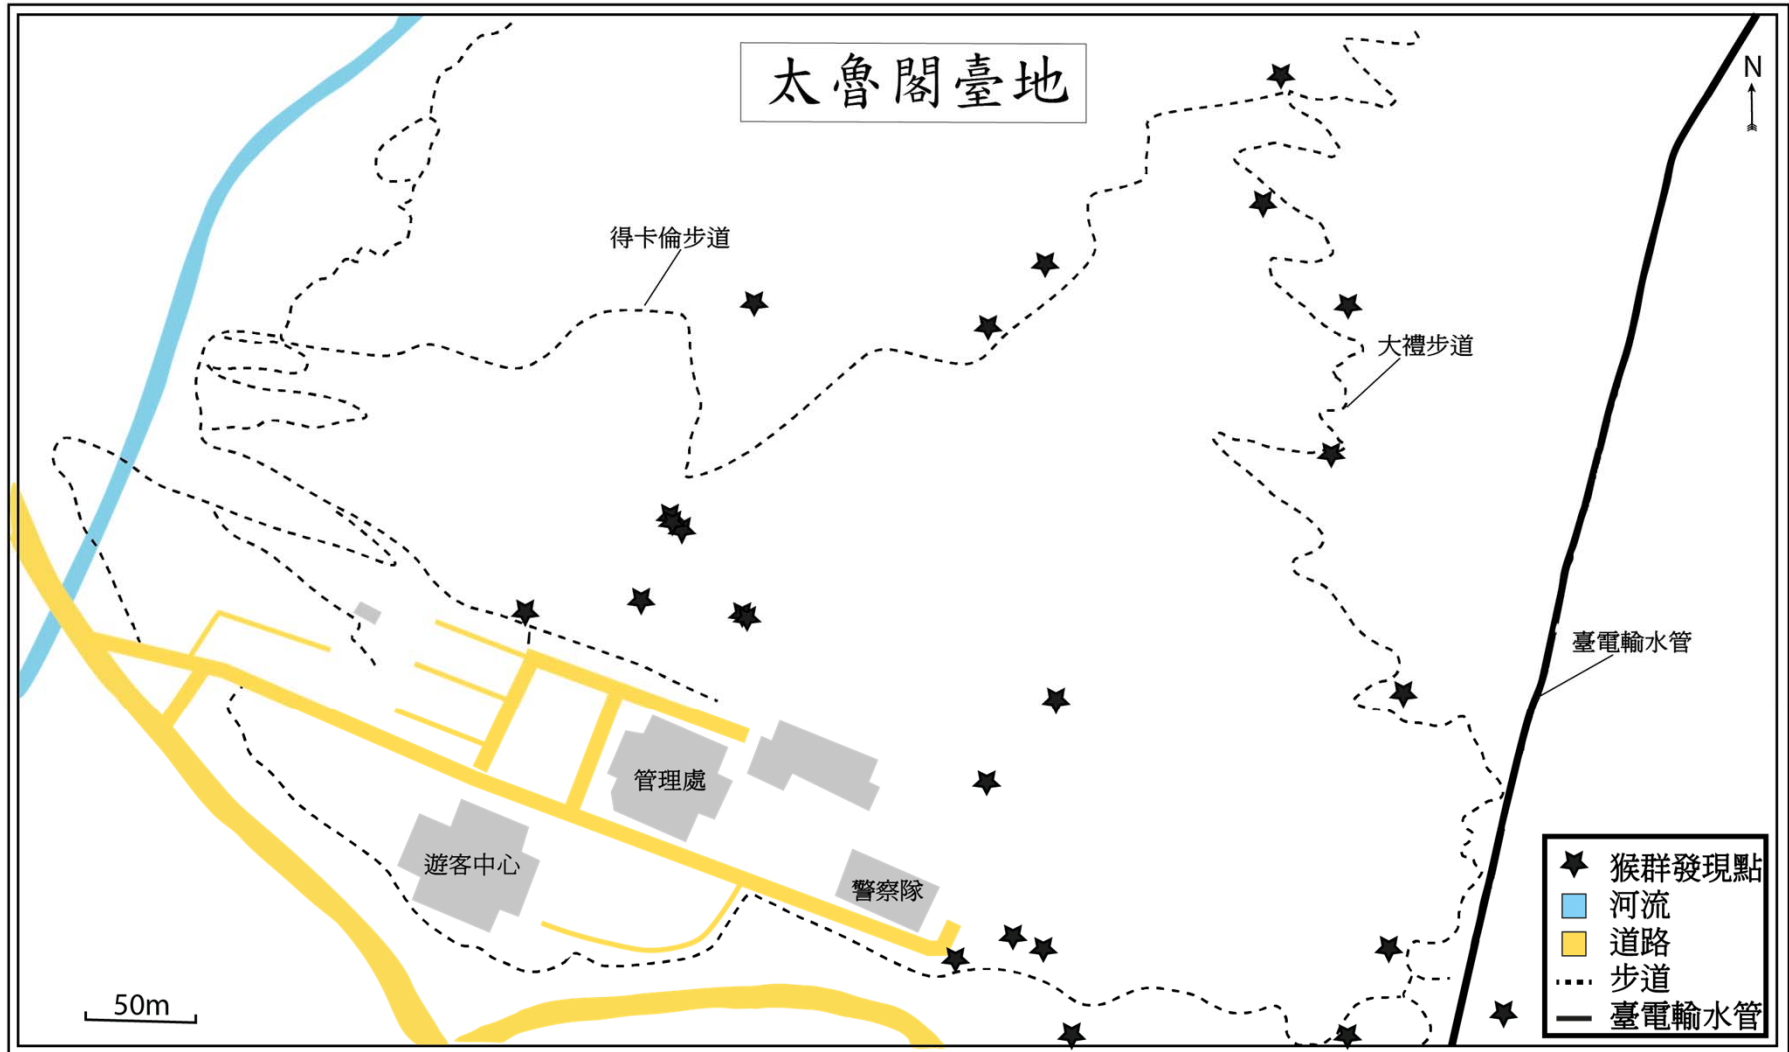 太魯閣臺地
N
得卡倫步道
大禮步道
臺電輸水管
管理處
遊客中心
警察隊
50m
猴群發現點
河流
道路
步道
臺電輸水管